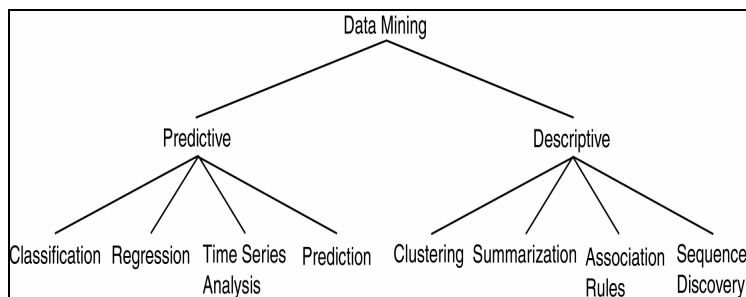 Data Mining
Predictive
Descriptive
Classification
Regression
Time Series
Analysis
Prediction
Clustering
Summarization
Association
Rules
Sequence
Discovery